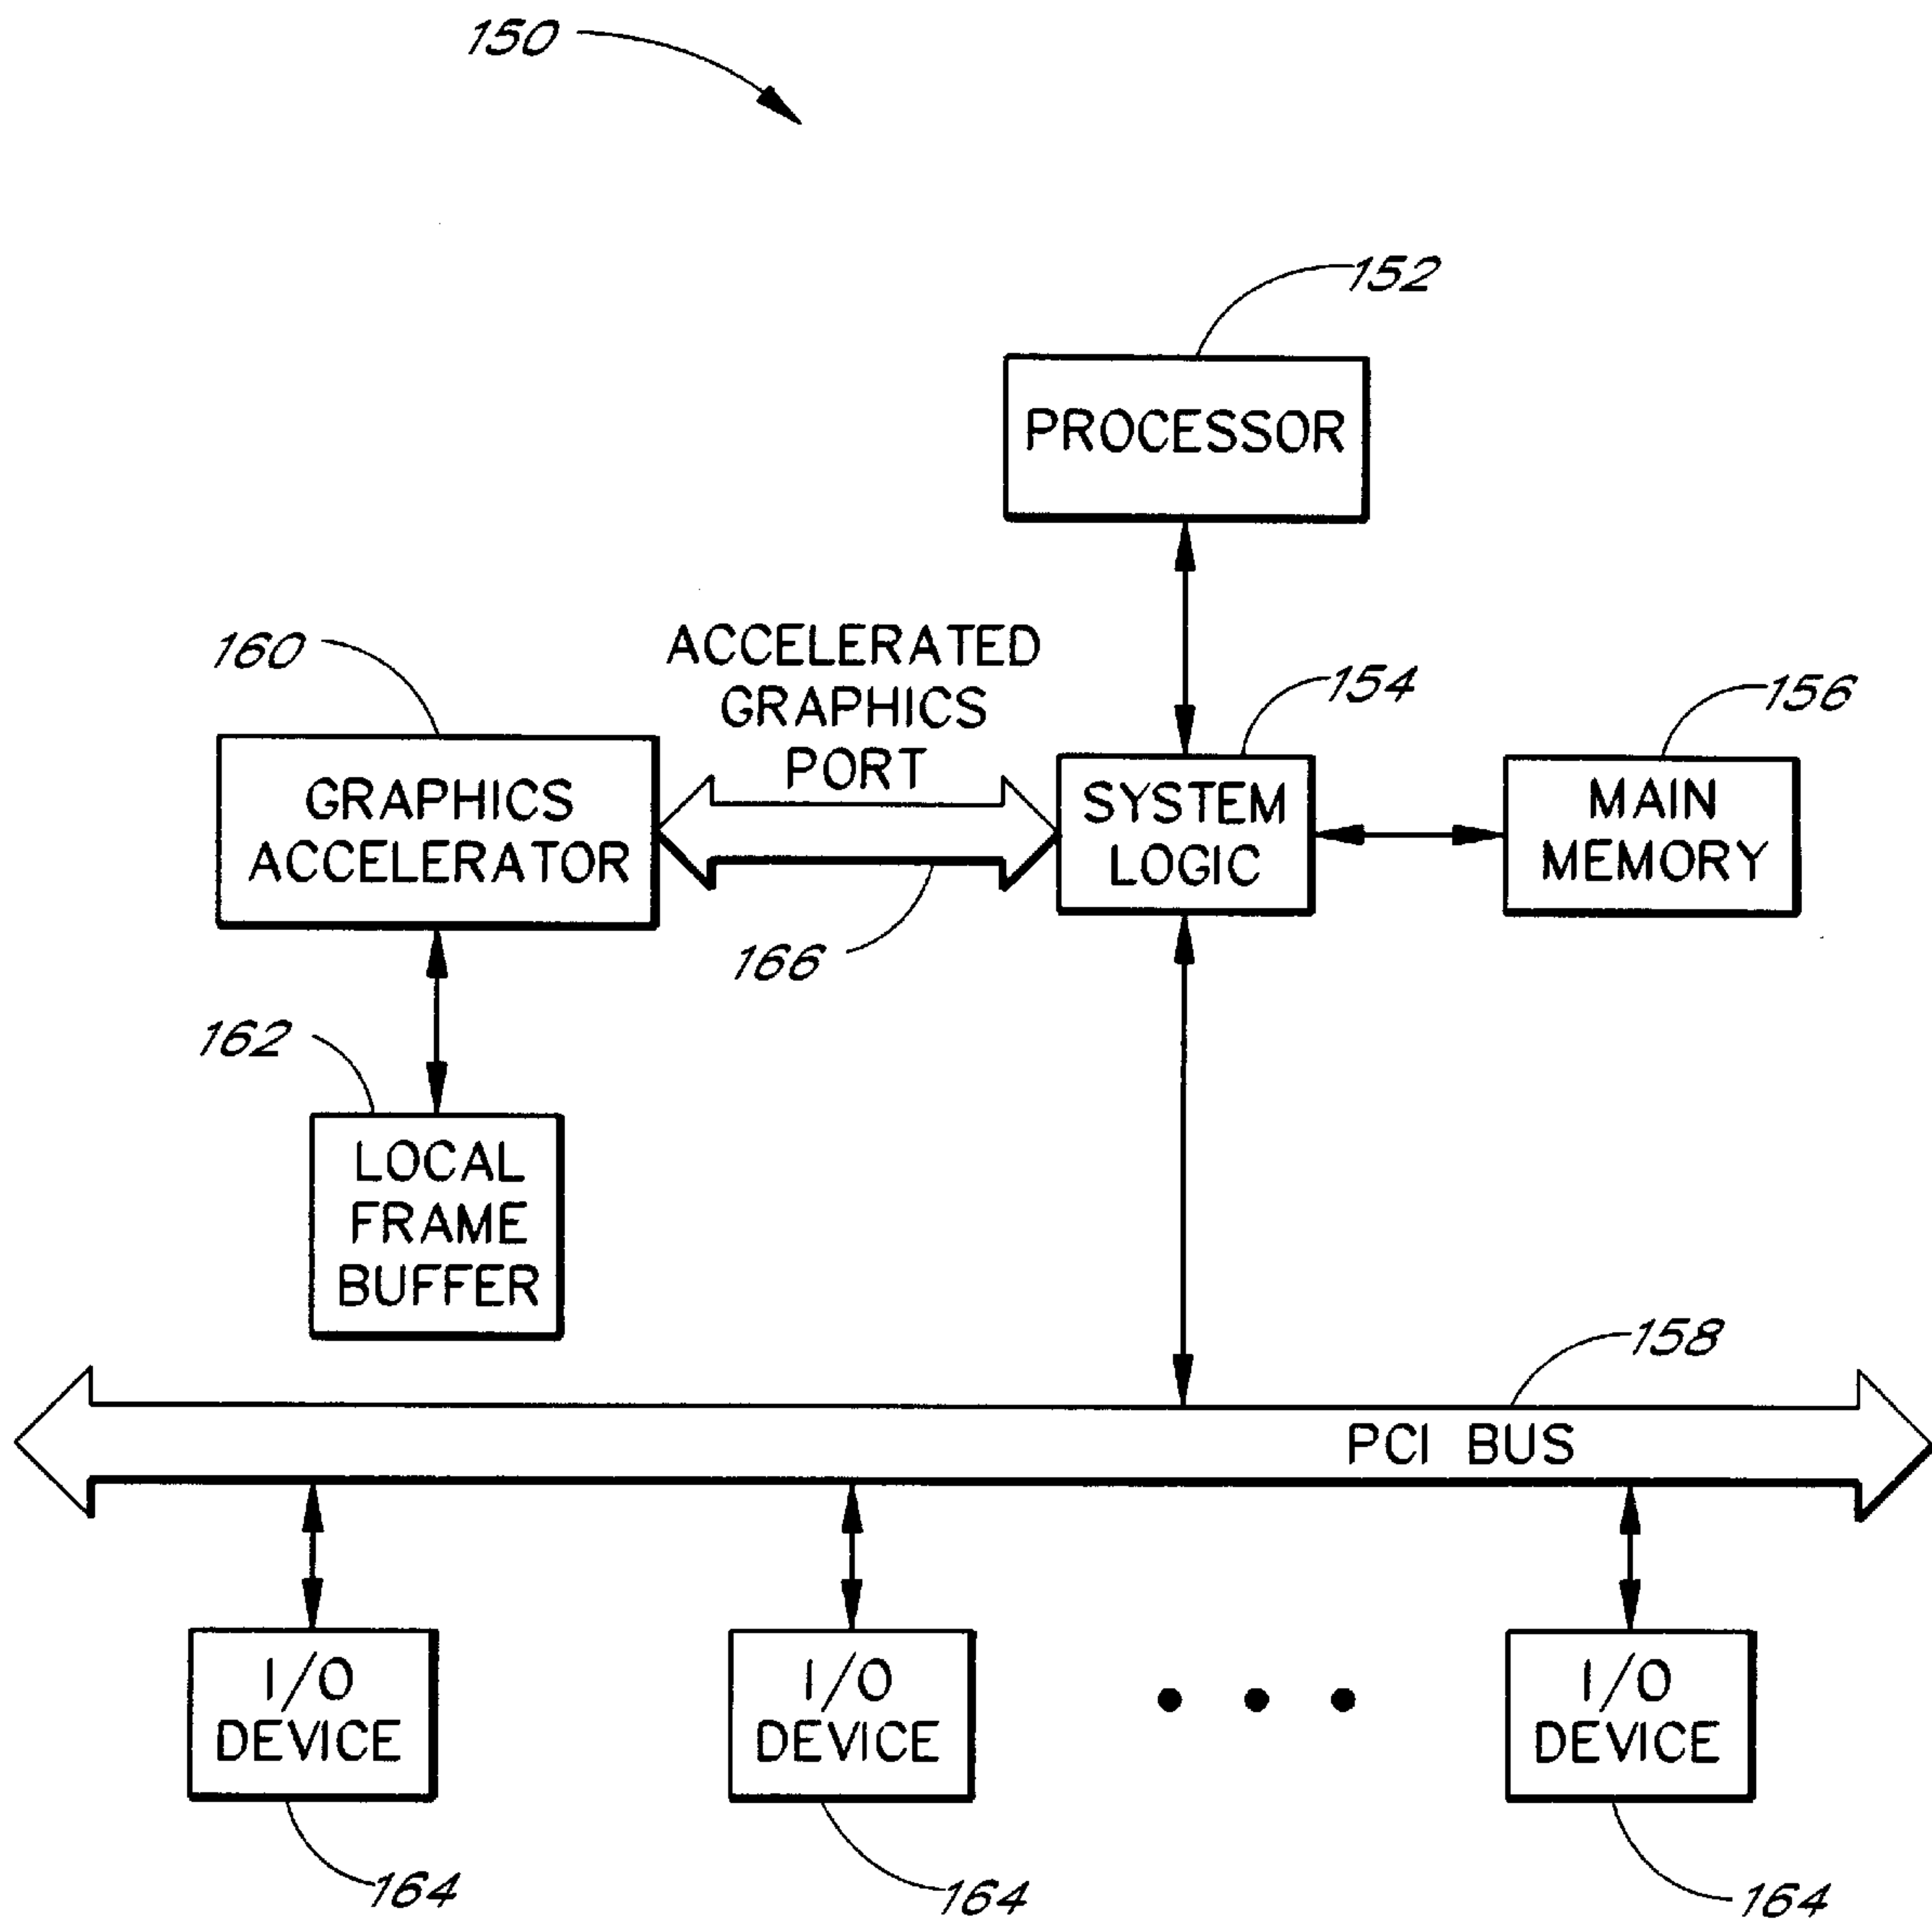 150
152
PROCESSOR
160
ACCELERATED
GRAPHICS
PORT
154
156
GRAPHICS
ACCELERATOR
SYSTEM
LOGIC
MAIN
MEMORY
166
162
LOCAL
FRAME
BUFFER
158
PCI BUS
I/O
DEVICE
I/O
DEVICE
I/O
DEVICE
164
164
164